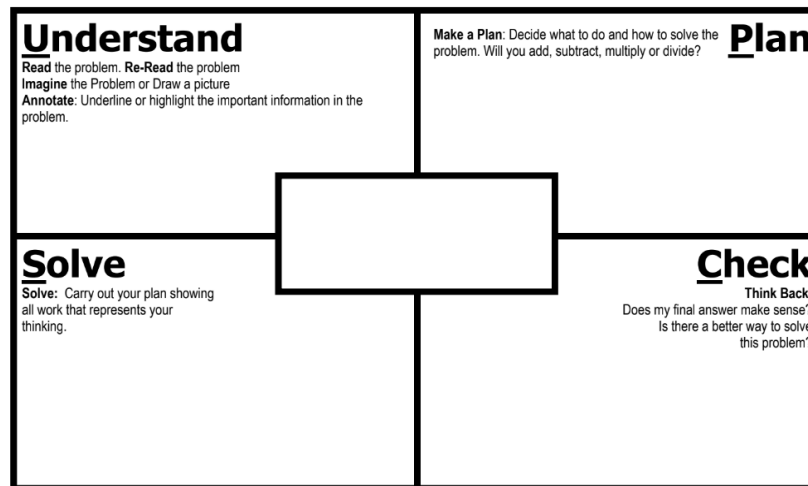 Understand
Read the problem. Re-Read the problem
Imagine the Problem or Draw a picture
Annotate: Underline or highlight the important information in the
problem.
Plan
Make a Plan: Decide what to do and how to solve the
problem. Will you add, subtract, multiply or divide?
Solve
Solve: Carry out your plan showing
all work that represents your
thinking.
Check
Think Back
Does my final answer make sense?
Is there a better way to solve
this problem?